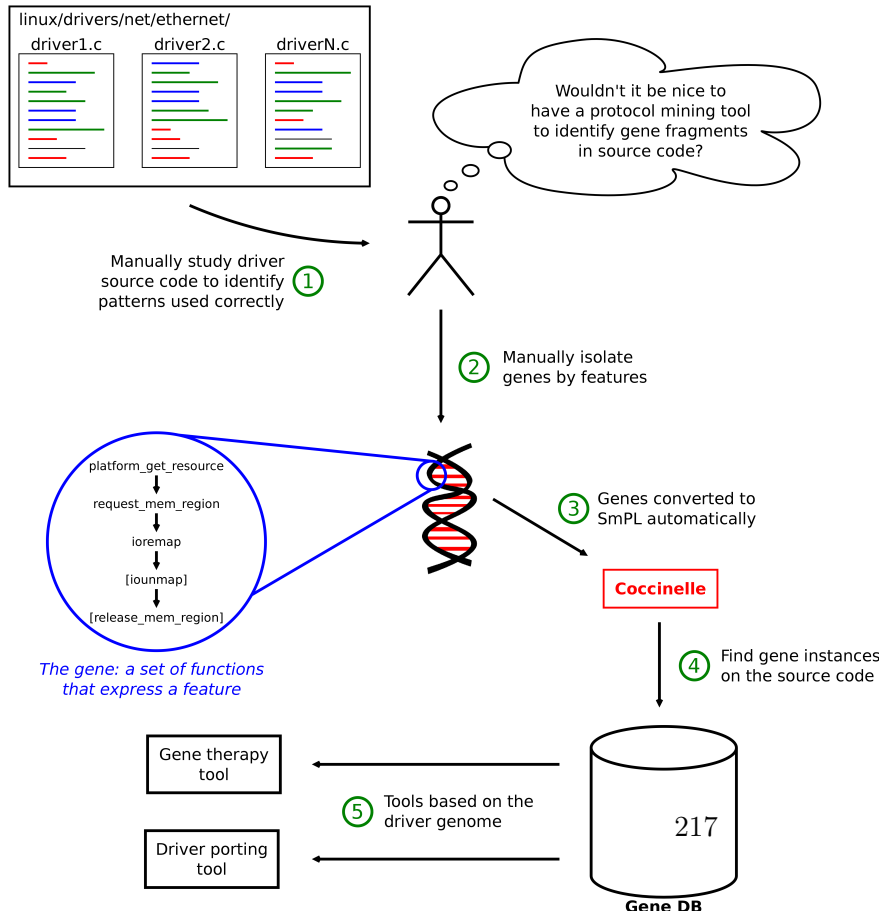 linux/drivers/net/ethernet/
driver1.c
driver2.c
driverN.c
Wouldn't it be nice to
have a protocol mining tool
to identify gene fragments
in source code?
Manually study driver
source code to identify
patterns used correctly
1
2
Manually isolate
genes by features
platform_get_resource
request_mem_region
ioremap
[iounmap]
[release_mem_region]
The gene: a set of functions
that express a feature
3
Genes converted to
SmPL automatically
Coccinelle
4
Find gene instances
on the source code
Gene therapy
tool
5
Tools based on the
driver genome
Driver porting
tool
217
Gene DB